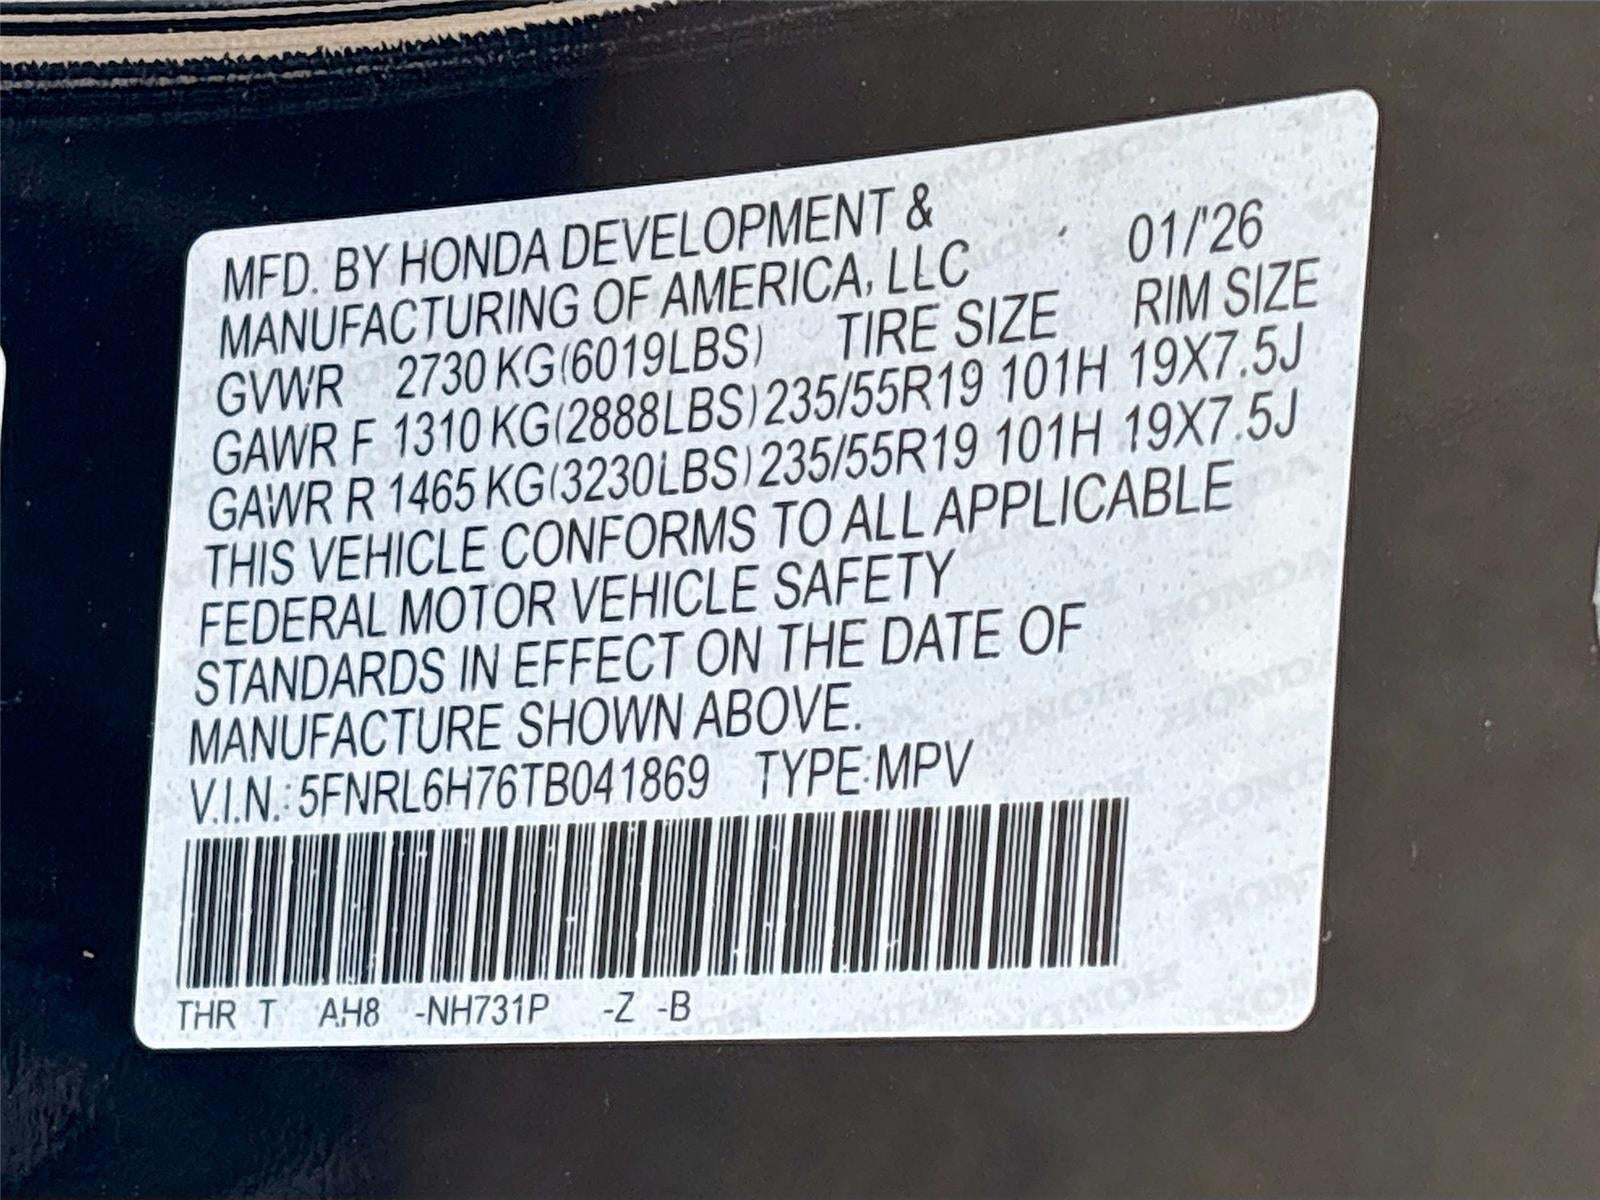 MFD. BY HONDA DEVELOPMENT &
MANUFACTURING OF AMERICA, LLC 01/'26
GVWR 2730 KG(6019LBS) TIRE SIZE RIM SIZE
GAWR F 1310 KG(2888LBS) 235/55R19 101H 19X7.5J
GAWR R 1465 KG(3230LBS) 235/55R19 101H 19X7.5J
THIS VEHICLE CONFORMS TO ALL APPLICABLE
FEDERAL MOTOR VEHICLE SAFETY
STANDARDS IN EFFECT ON THE DATE OF
MANUFACTURE SHOWN ABOVE.
V.I.N.: 5FNRL6H76TB041869 TYPE:MPV
THR T AH8 -NH731P -Z -B